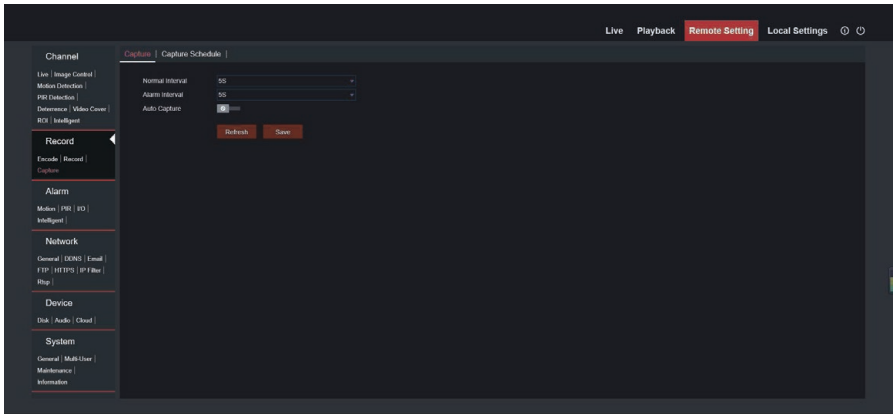 Live Playback Remote Setting Local Settings
Channel
Live | Image Control |
Motion Detection |
PIR Detection |
Deterrence | Video Cover |
ROI | Intelligent
Record
Encode | Record |
Capture
Alarm
Motion | PIR | I/O |
Intelligent |
Network
General | DDNS | Email |
FTP | HTTPS | IP Filter |
Rtsp |
Device
Disk | Audio | Cloud |
System
General | Multi-User |
Maintenance |
Information
Capture | Capture Schedule |
Normal Interval 5S
Alarm Interval 5S
Auto Capture
Refresh Save